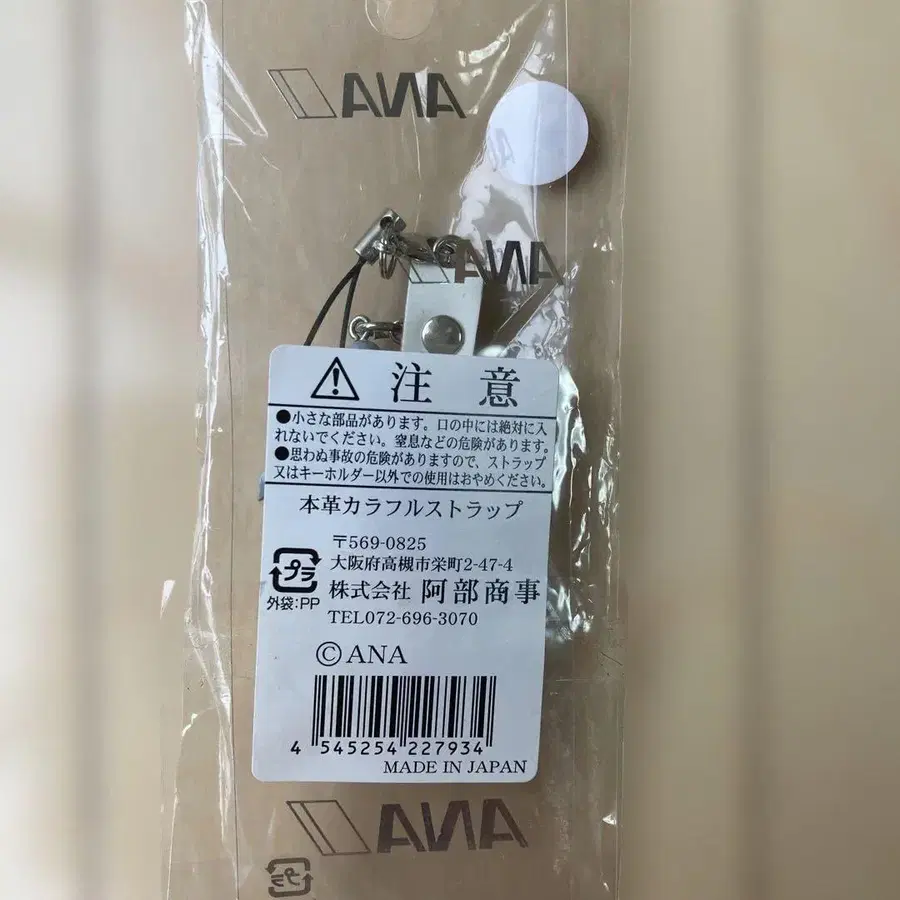 ANA
ANA
注意
●小さな部品があります。口の中には絶対に入
れないでください。窒息などの危険があります。
●思わぬ事故の危険がありますので、ストラップ
又はキーホルダー以外での使用はおやめください。
本革カラフルストラップ
〒569-0825
大阪府高槻市栄町2-47-4
プラ
株式会社 阿部商事
外袋:PP
TEL072-696-3070
©ANA
4 545254 227934
MADE IN JAPAN
ANA
プラ